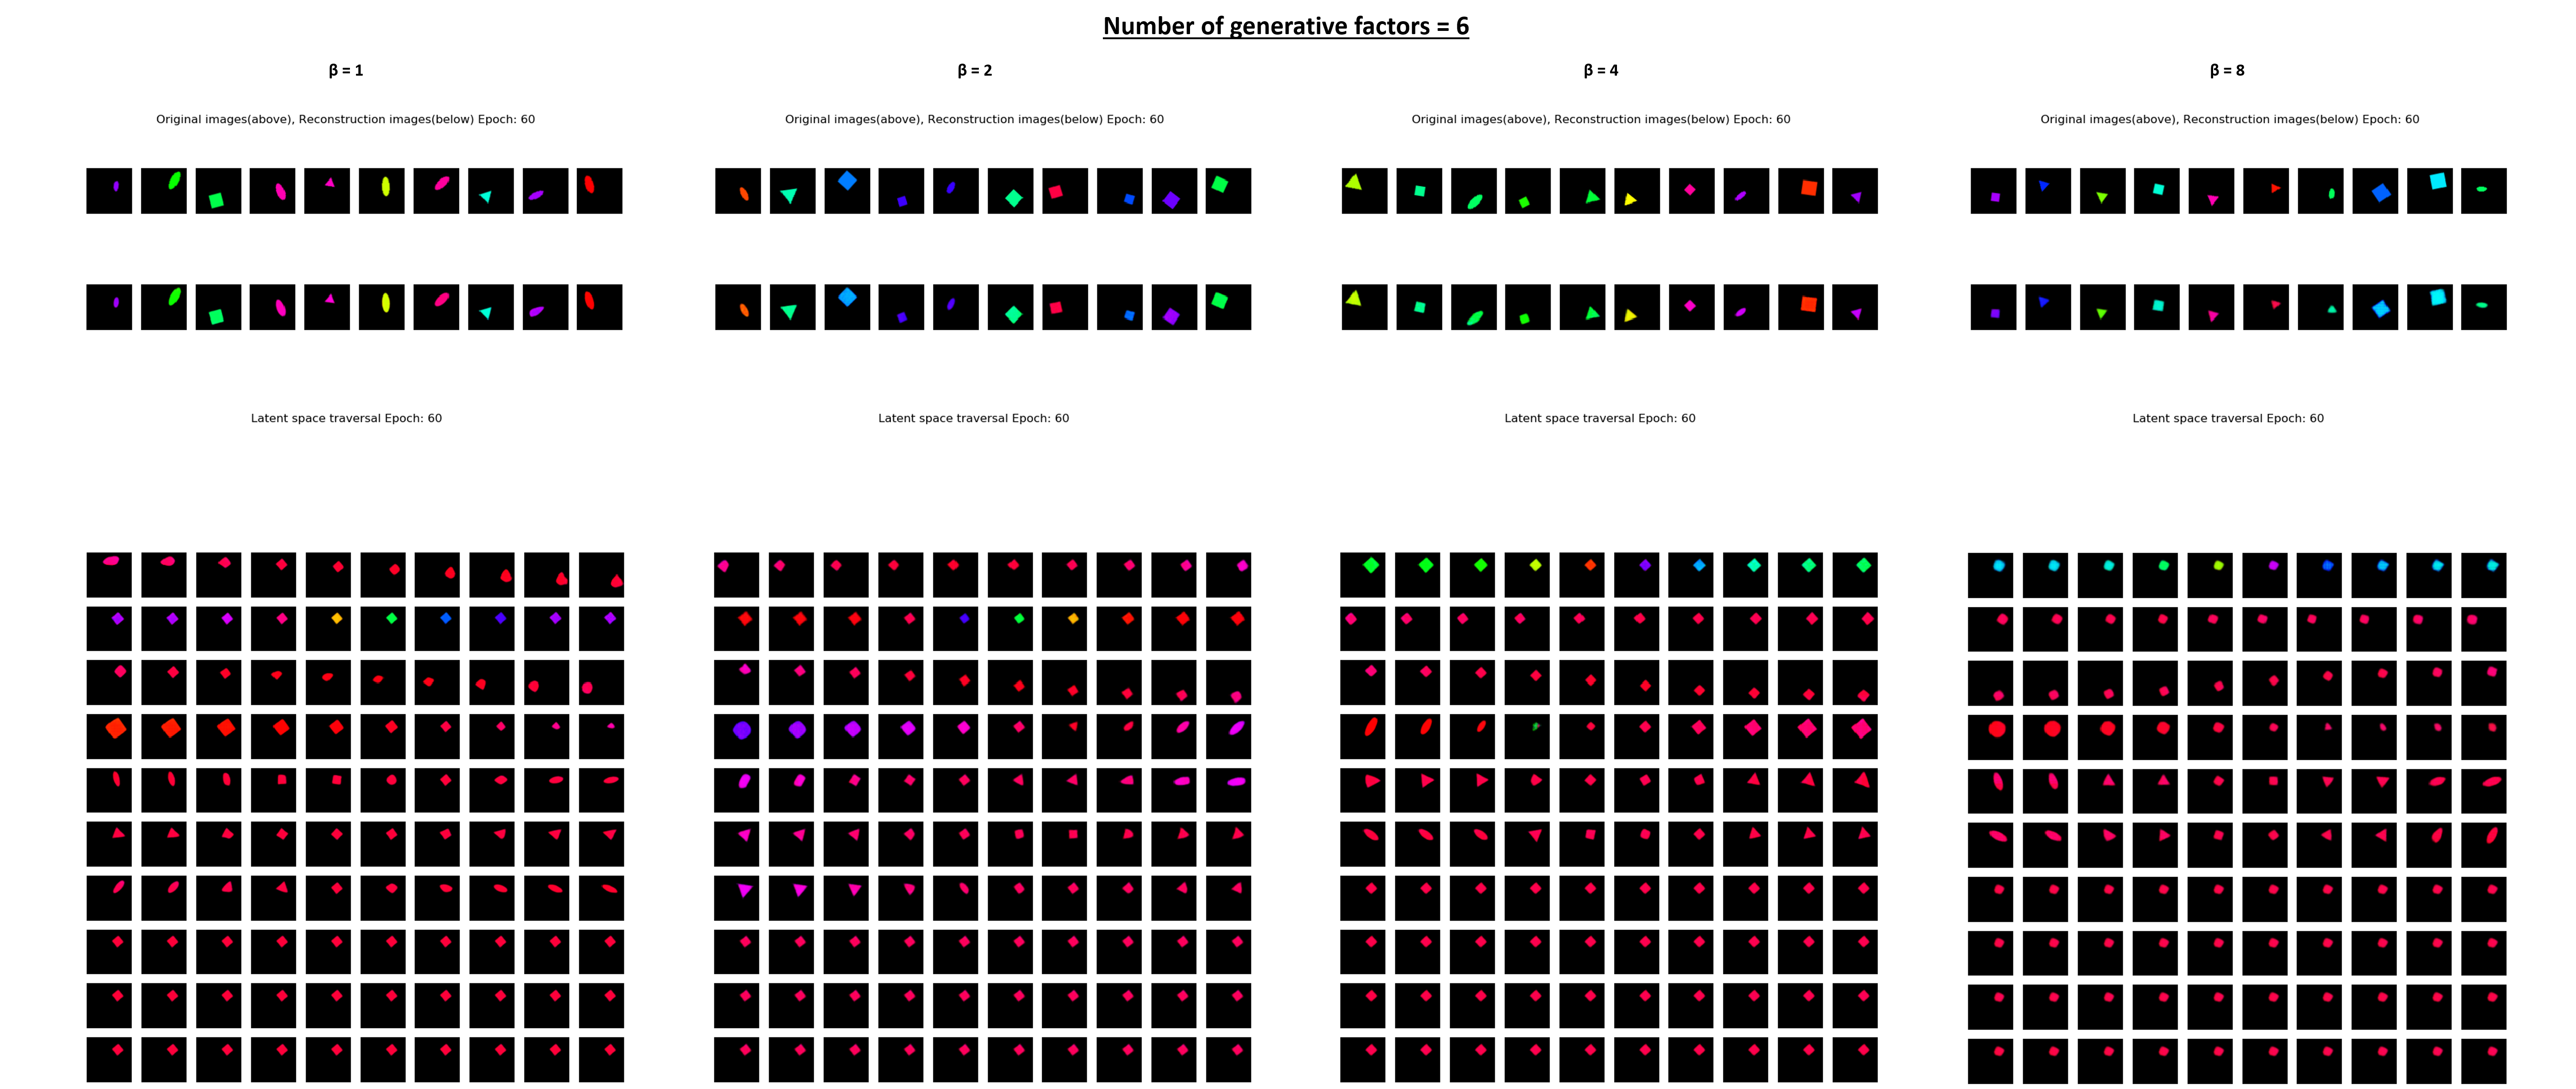 Number of generative factors = 6
β = 1
β = 2
β = 4
β = 8
Original images(above), Reconstruction images(below) Epoch: 60
Original images(above), Reconstruction images(below) Epoch: 60
Original images(above), Reconstruction images(below) Epoch: 60
Original images(above), Reconstruction images(below) Epoch: 60
Latent space traversal Epoch: 60
Latent space traversal Epoch: 60
Latent space traversal Epoch: 60
Latent space traversal Epoch: 60